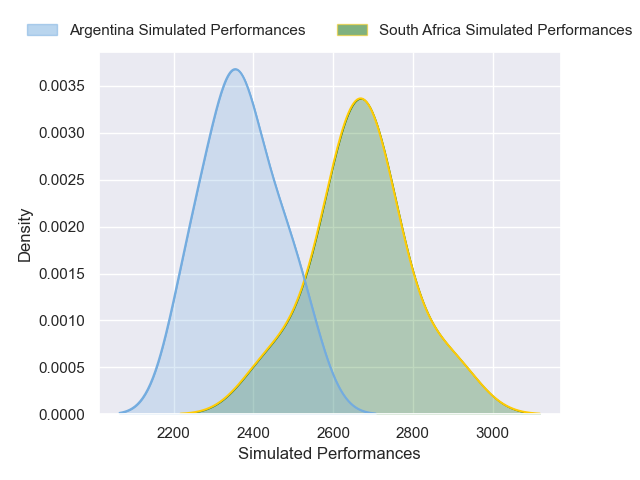 Argentina Simulated Performances
South Africa Simulated Performances
0.0035
0.0030
0.0025
0.0020
0.0015
0.0010
0.0005
0.0000
Density
2200 2400 2600 2800 3000
Simulated Performances